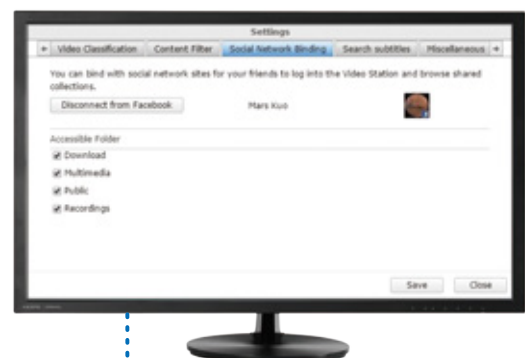 Settings
Video Classification Content Filter Social Network Binding Search subtitles Miscellaneous
You can bind with social network sites for your friends to log into the Video Station and browse shared
collections.
Disconnect from Facebook Mars Kuo
Accessible Folder
Download
Multimedia
Public
Recordings
Save Close